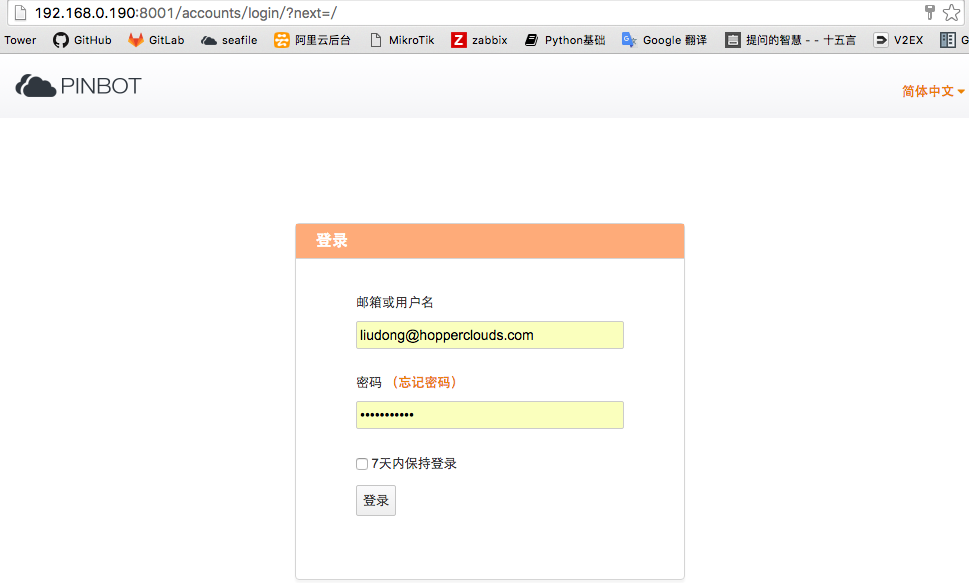 192.168.0.190:8001/accounts/login/?next=/
Tower GitHub GitLab seafile 阿里云后台 MikroTik zabbix Python基础 Google 翻译 提问的智慧 - - 十五言 V2EX G
PINBOT
简体中文
登录
邮箱或用户名
liudong@hopperclouds.com
密码 （忘记密码）
•••••••••••
7天内保持登录
登录